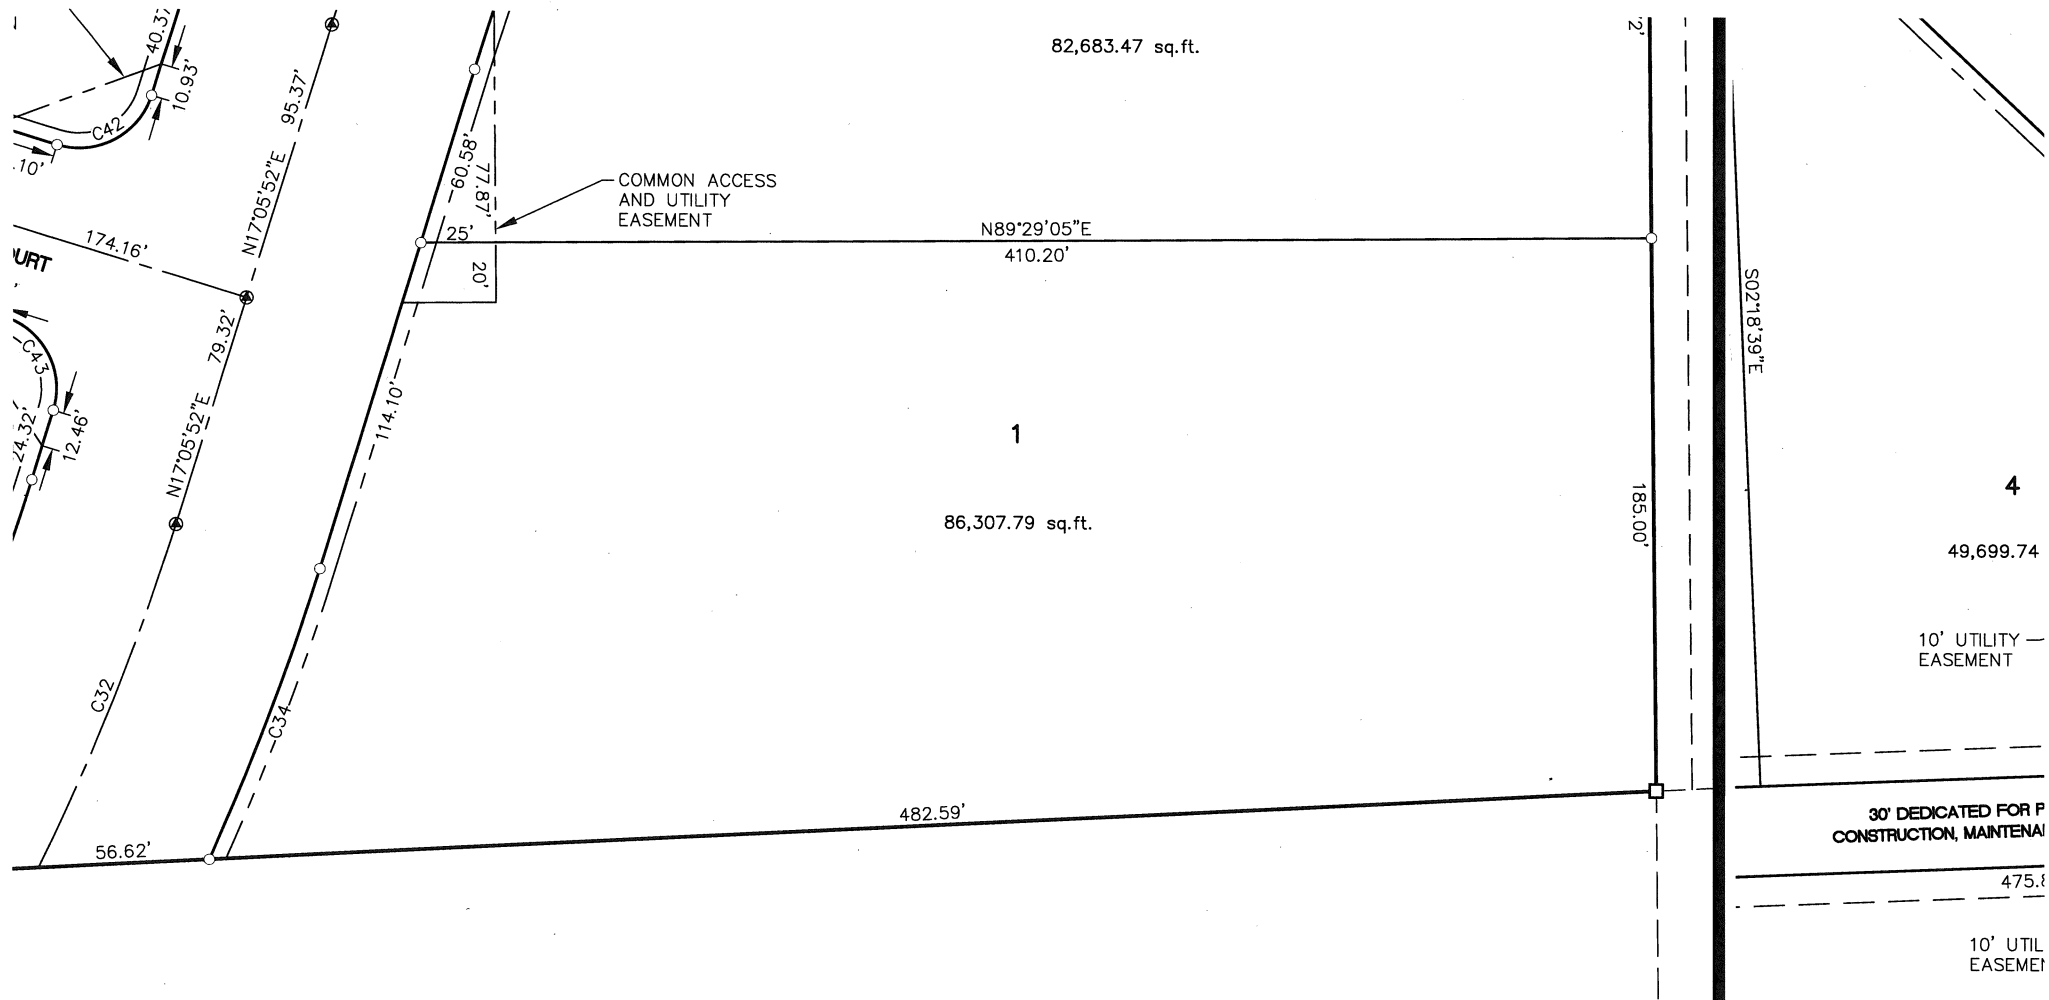 40.37
10.93'
C42
.10'
N17°05'52"E 95.37'
82,683.47 sq.ft.
2'
60.58'
77.87'
COMMON ACCESS
AND UTILITY
EASEMENT
25'
N89°29'05"E
410.20'
20'
174.16'
URT
C43
24.32'
12.46'
N17°05'52"E 79.32'
114.10'
1
86,307.79 sq.ft.
185.00'
S02°18'39"E
4
49,699.74
10' UTILITY
EASEMENT
C32
C34
482.59'
56.62'
30' DEDICATED FOR P
CONSTRUCTION, MAINTENA
475.8
10' UTIL
EASEMEN